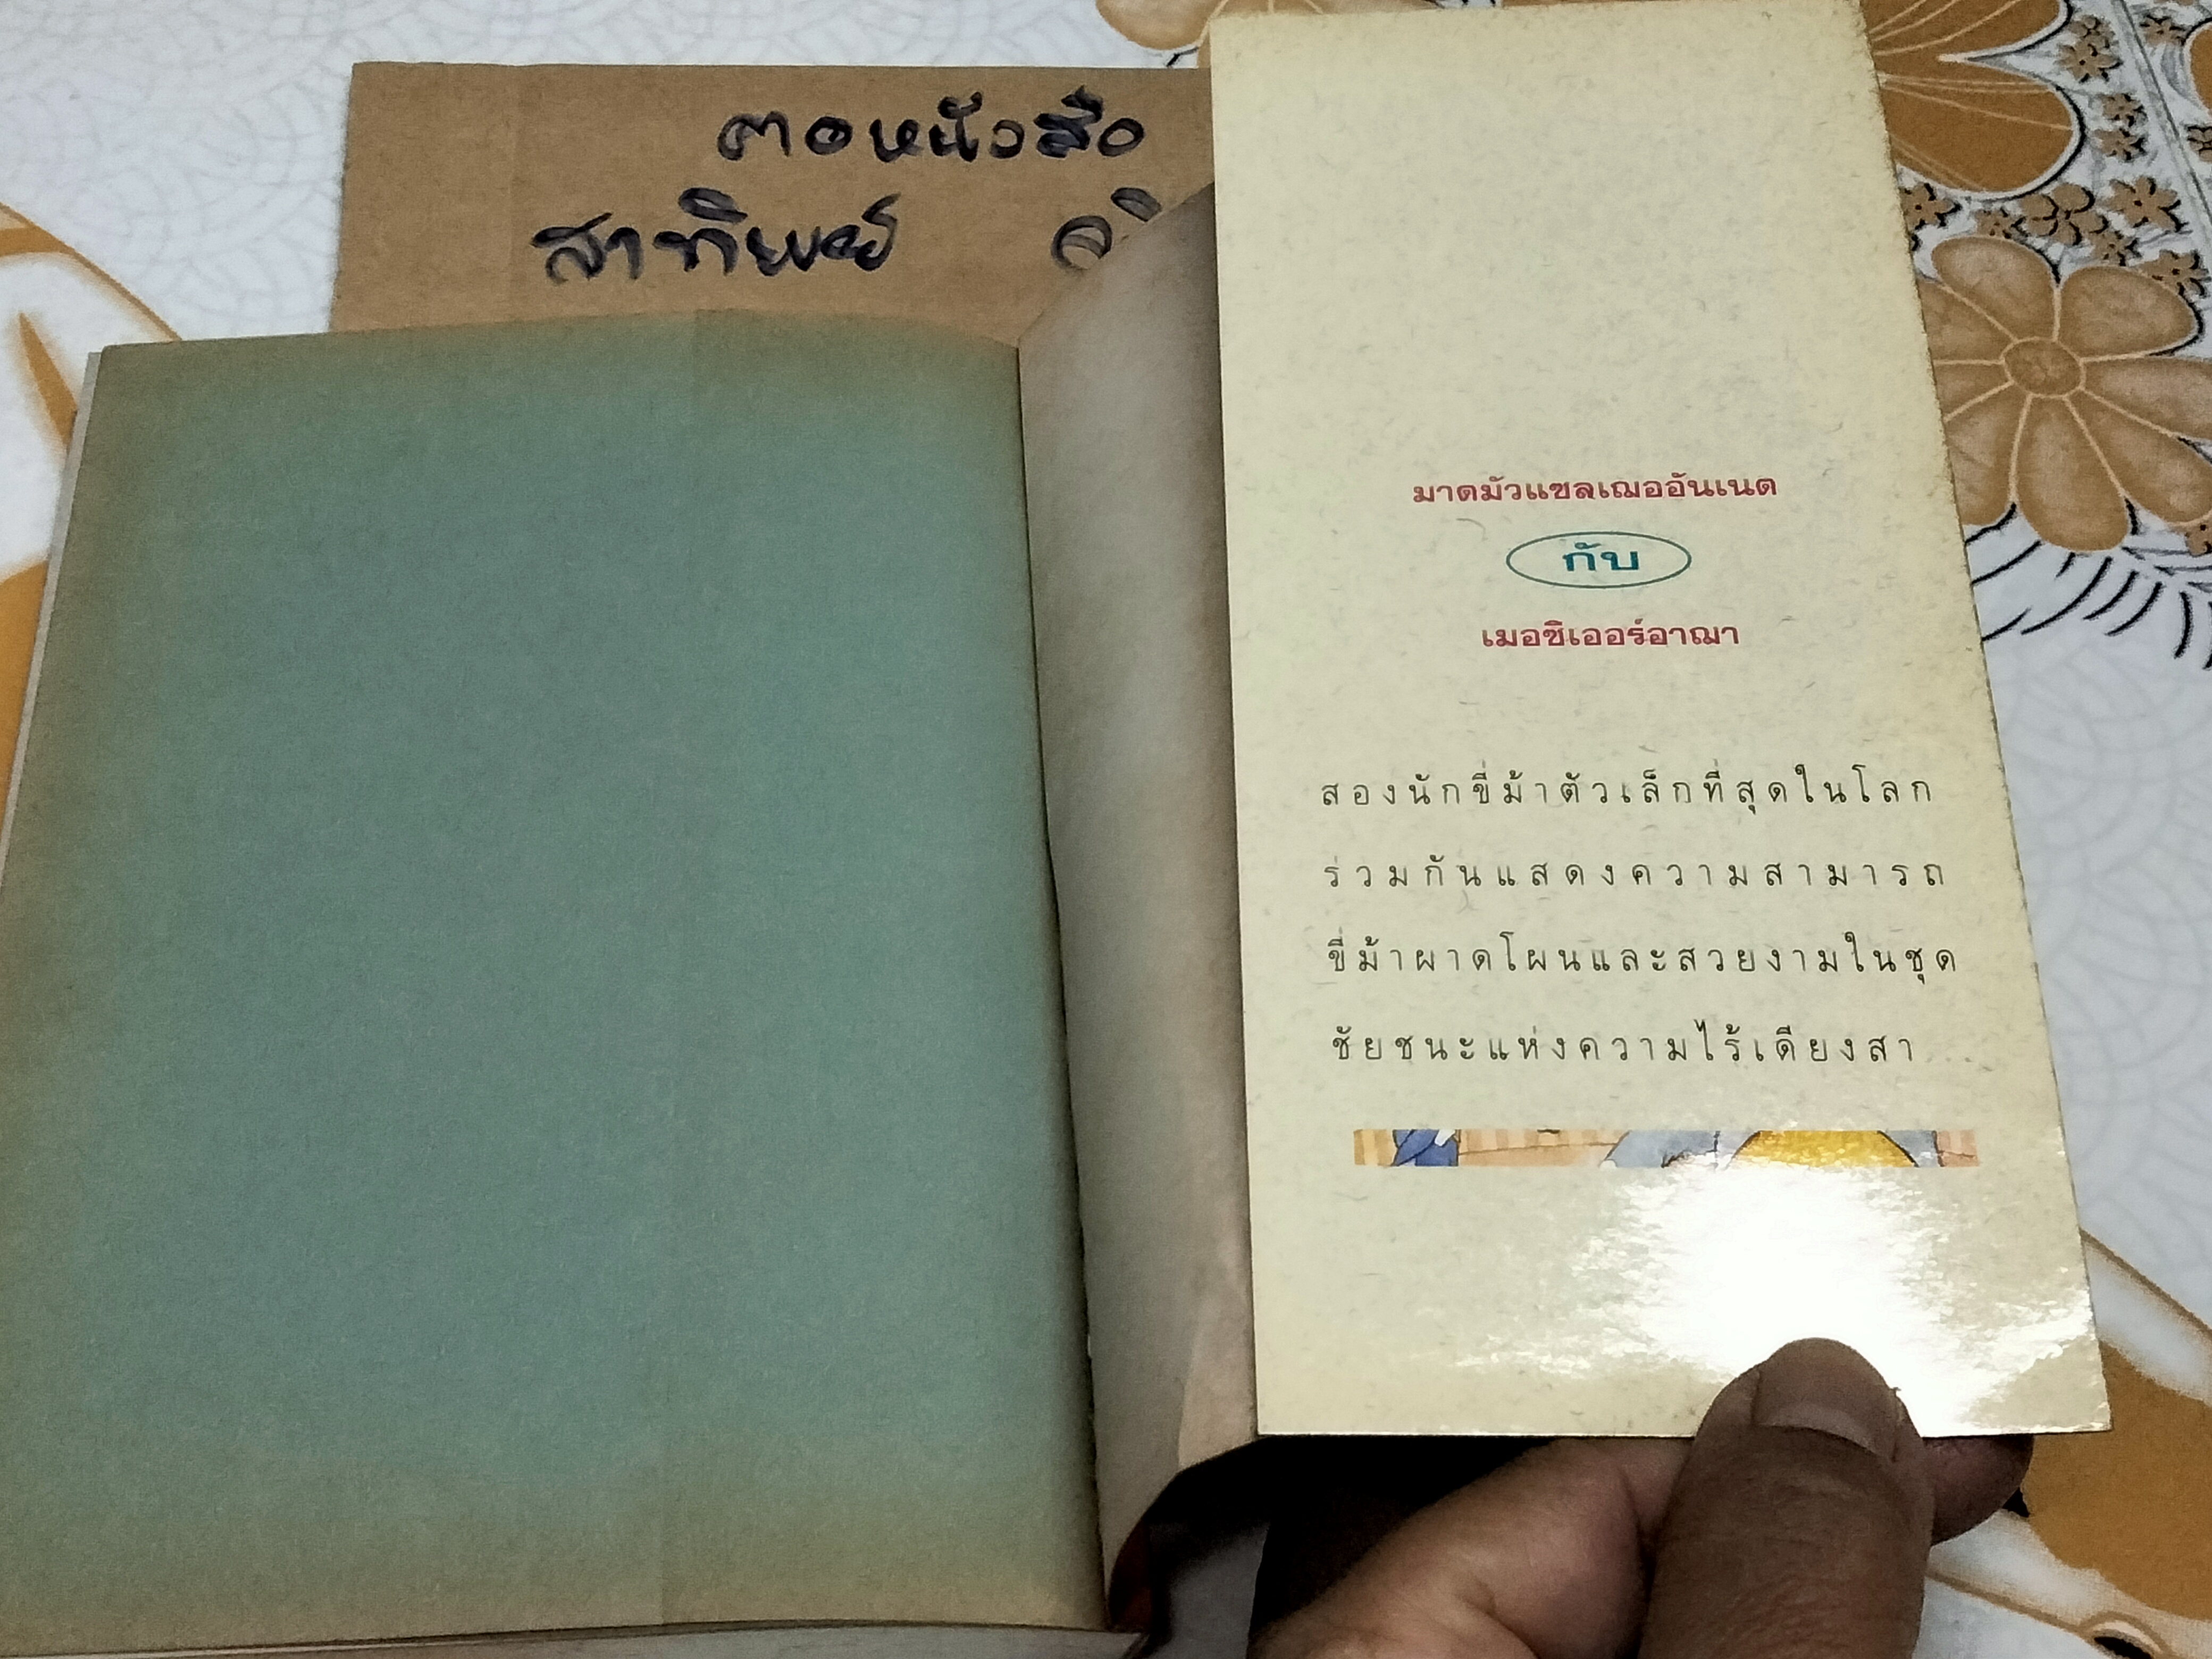 ฅอหนังสือ
สาทิพย์
มาดมัวแซลเฌออันเนต
กับ
เมอซิเออร์อาฌา
สองนักขี่ม้าตัวเล็กที่สุดในโลก
ร่วมกันแสดงความสามารถ
ขี่ม้าผาดโผนและสวยงามในชุด
ชัยชนะแห่งความไร้เดียงสา...